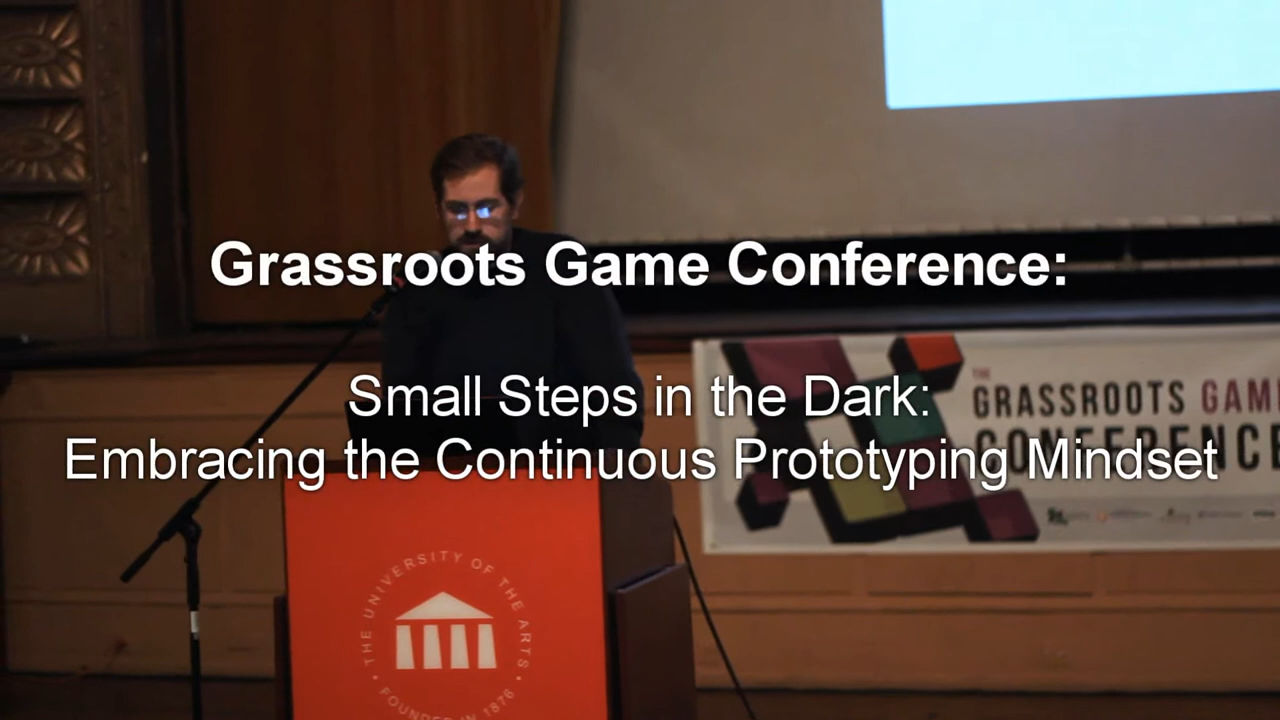 Grassroots Game Conference:
Small Steps in the Dark:
Embracing the Continuous Prototyping Mindset
THE
GRASSROOTS GAM
CONFERENCE
• THE UNIVERSITY OF THE ARTS •
FOUNDED IN 1876